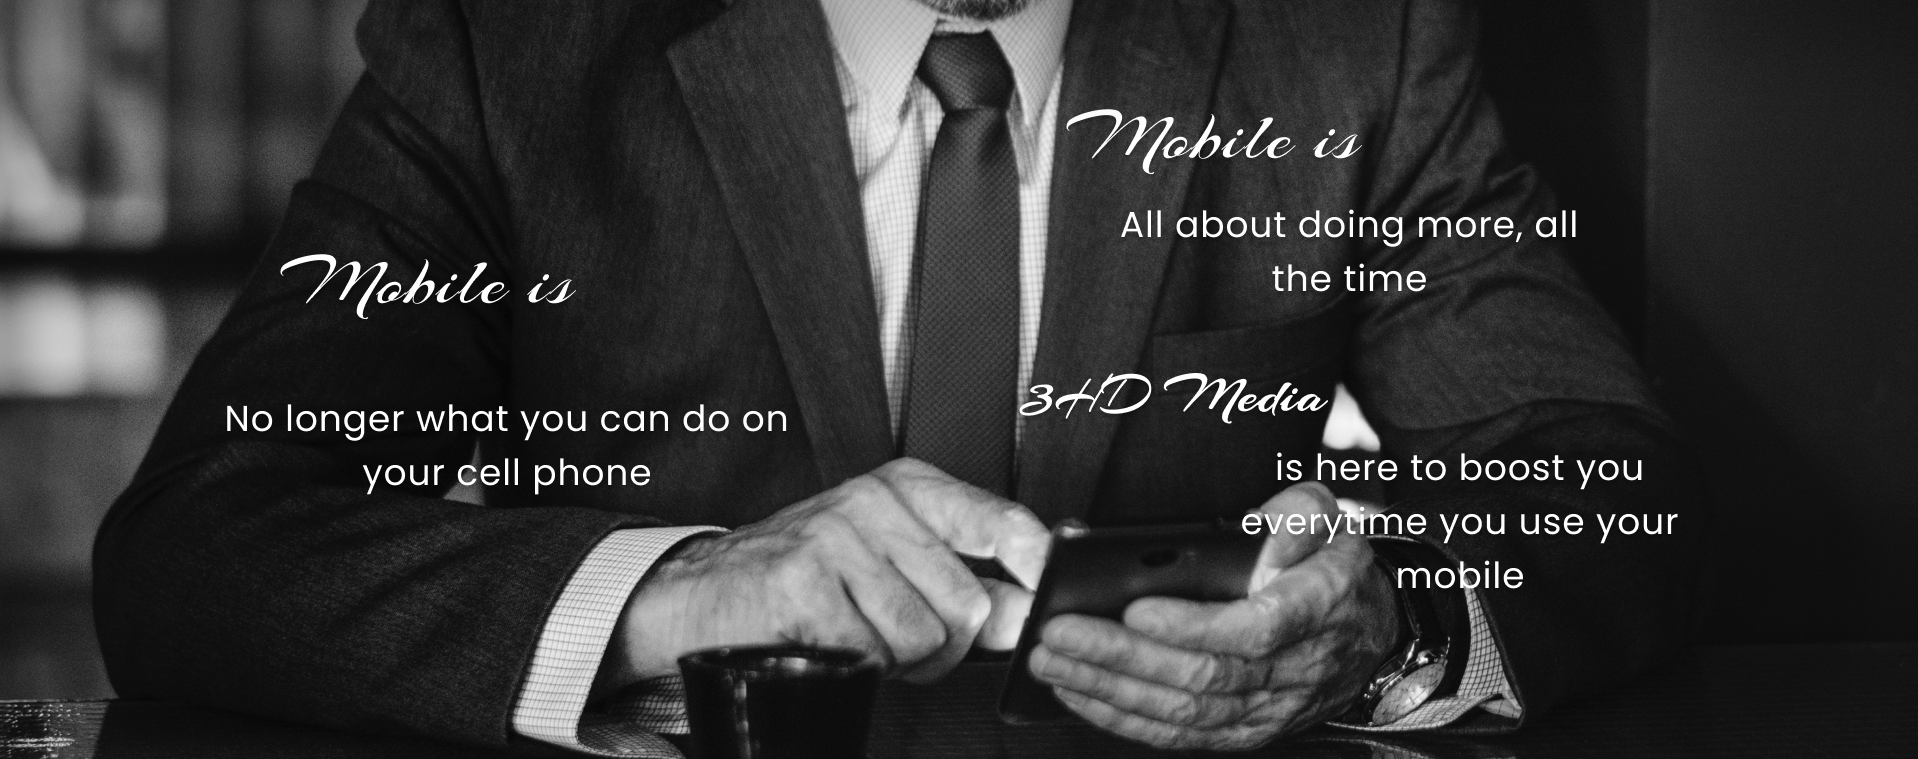 Mobile is
No longer what you can do on
your cell phone
Mobile is
All about doing more, all
the time
3HD Media
is here to boost you
everytime you use your
mobile